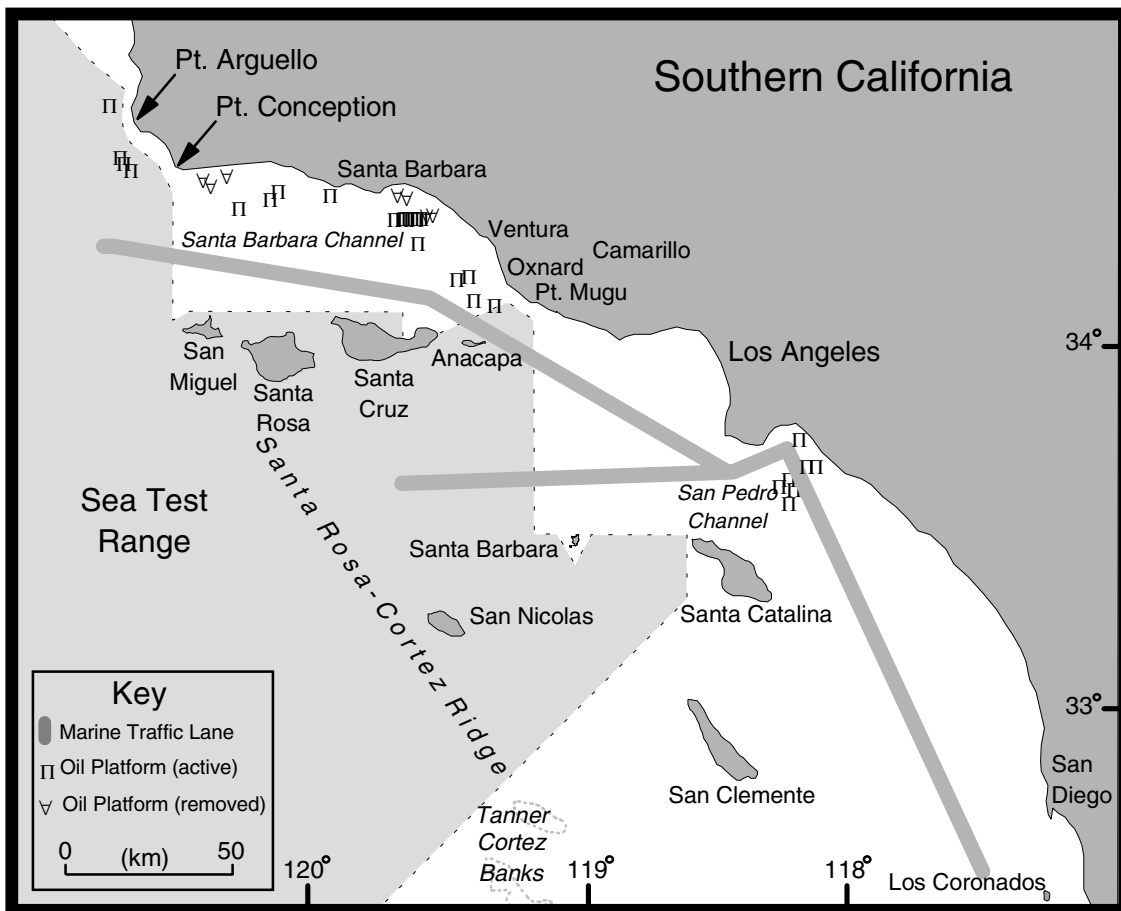 Pt. Arguello
Southern California
Pt. Conception
Santa Barbara
Ventura
Santa Barbara Channel
Camarillo
Oxnard
Pt. Mugu
34°
Los Angeles
San
Miguel
Santa
Rosa
Santa
Cruz
Anacapa
Santa Rosa-Cortez Ridge
Sea Test
Range
San Pedro
Channel
Santa Barbara
San Nicolas
Santa Catalina
33°
San
Diego
San Clemente
Tanner
Cortez
Banks
Los Coronados
Key
Marine Traffic Lane
Oil Platform (active)
Oil Platform (removed)
0 (km) 50
120°
119°
118°